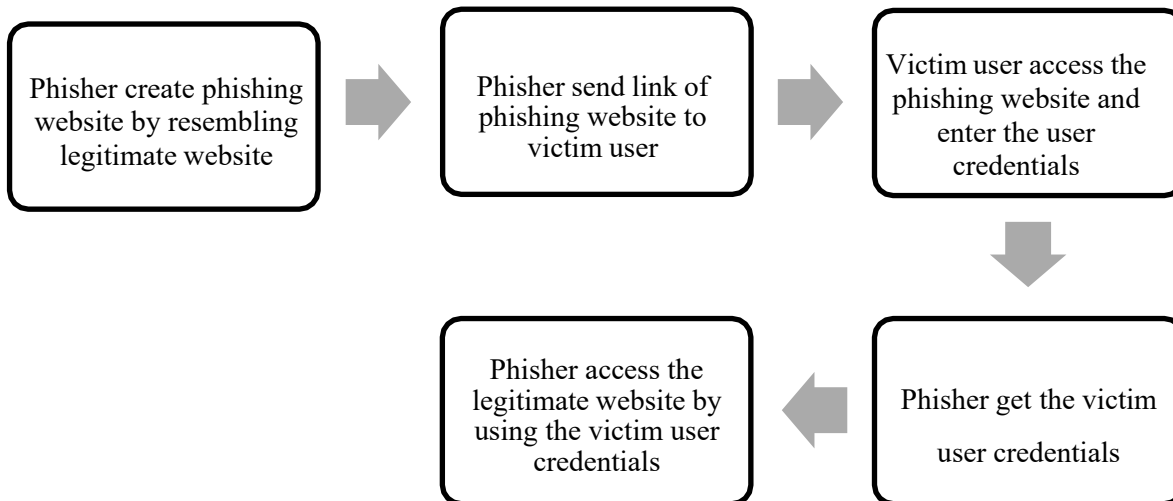 Phisher create phishing
website by resembling
legitimate website
Phisher send link of
phishing website to
victim user
Victim user access the
phishing website and
enter the user
credentials
Phisher get the victim
user credentials
Phisher access the
legitimate website by
using the victim user
credentials